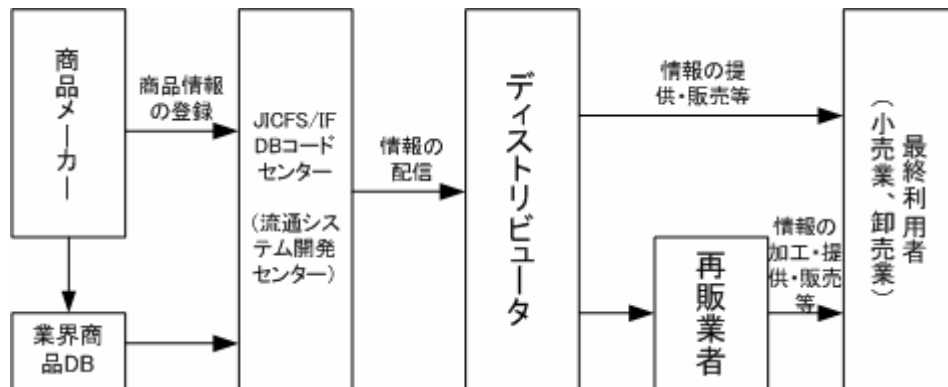 商品メーカー
商品情報
の登録
業界商
品DB
JICFS/IF
DBコード
センター
(流通シス
テム開発
センター)
情報の
配信
ディストリビュータ
情報の提
供・販売等
再販業者
情報の
加工・提
供・販売
等
最終利用者
(小売業、卸売業)